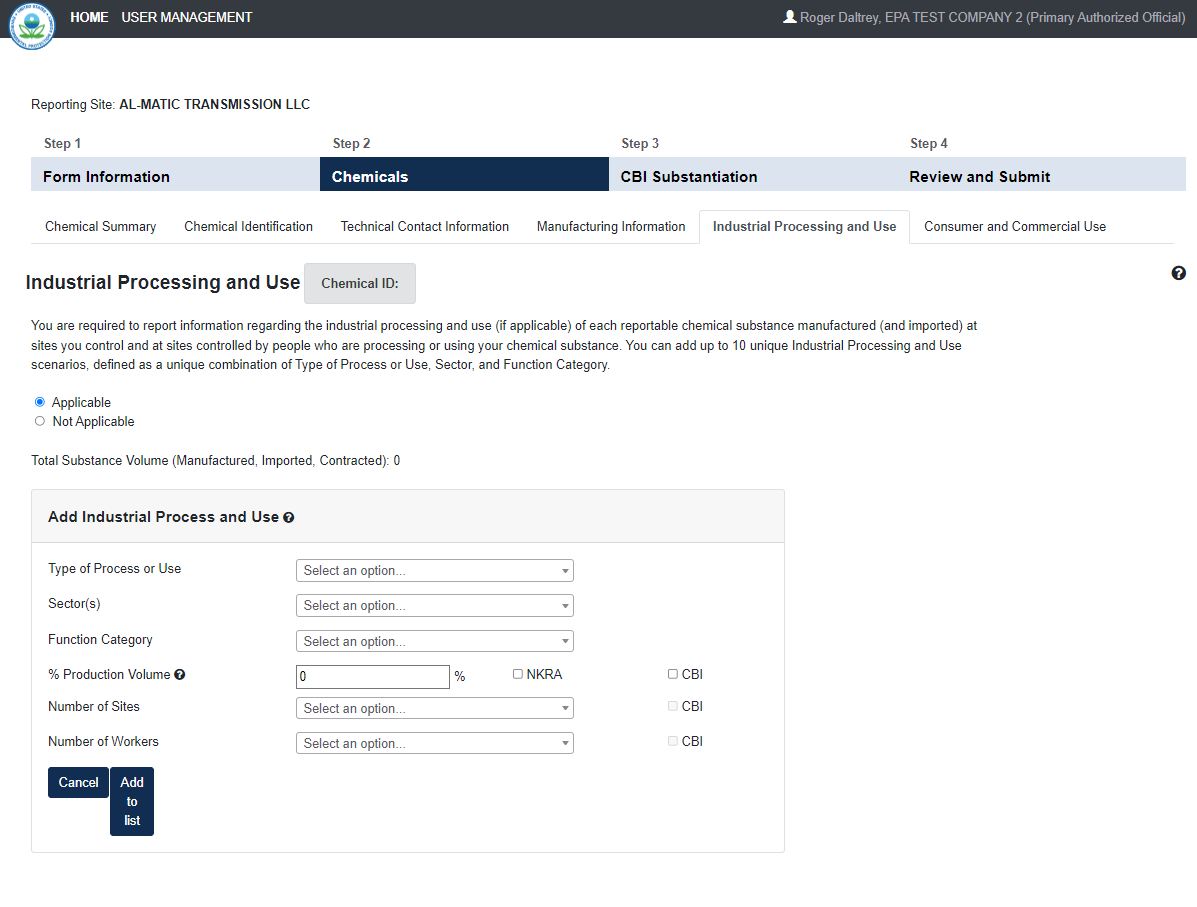 HOME USER MANAGEMENT Roger Daltrey, EPA TEST COMPANY 2 (Primary Authorized Official)
Reporting Site: AL-MATIC TRANSMISSION LLC
Step 1 Step 2 Step 3 Step 4
Form Information Chemicals CBI Substantiation Review and Submit
Chemical Summary Chemical Identification Technical Contact Information Manufacturing Information Industrial Processing and Use Consumer and Commercial Use
Industrial Processing and Use Chemical ID:
You are required to report information regarding the industrial processing and use (if applicable) of each reportable chemical substance manufactured (and imported) at
sites you control and at sites controlled by people who are processing or using your chemical substance. You can add up to 10 unique Industrial Processing and Use
scenarios, defined as a unique combination of Type of Process or Use, Sector, and Function Category.
Applicable
Not Applicable
Total Substance Volume (Manufactured, Imported, Contracted): 0
Add Industrial Process and Use
Type of Process or Use Select an option...
Sector(s) Select an option...
Function Category Select an option...
% Production Volume 0 % NKRA CBI
Number of Sites Select an option... CBI
Number of Workers Select an option... CBI
Cancel Add
to
list